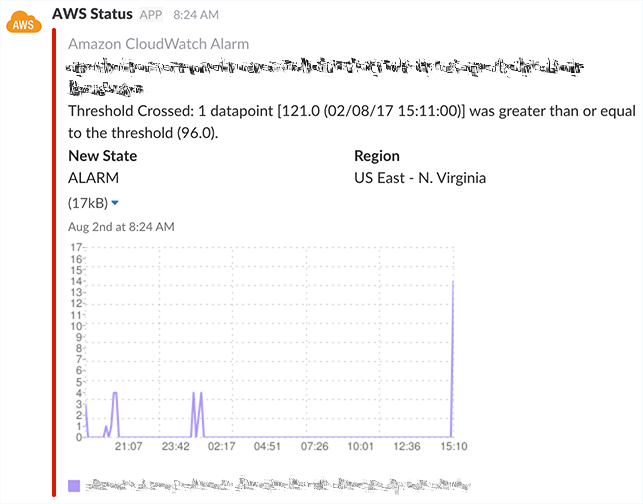 AWS
AWS Status APP 8:24 AM
Amazon CloudWatch Alarm
Threshold Crossed: 1 datapoint [121.0 (02/08/17 15:11:00)] was greater than or equal
to the threshold (96.0).
New State Region
ALARM US East - N. Virginia
(17kB)
Aug 2nd at 8:24 AM
17
16
15
14
13
12
11
10
9
8
7
6
5
4
3
2
1
0
21:07 23:42 02:17 04:51 07:26 10:01 12:36 15:10